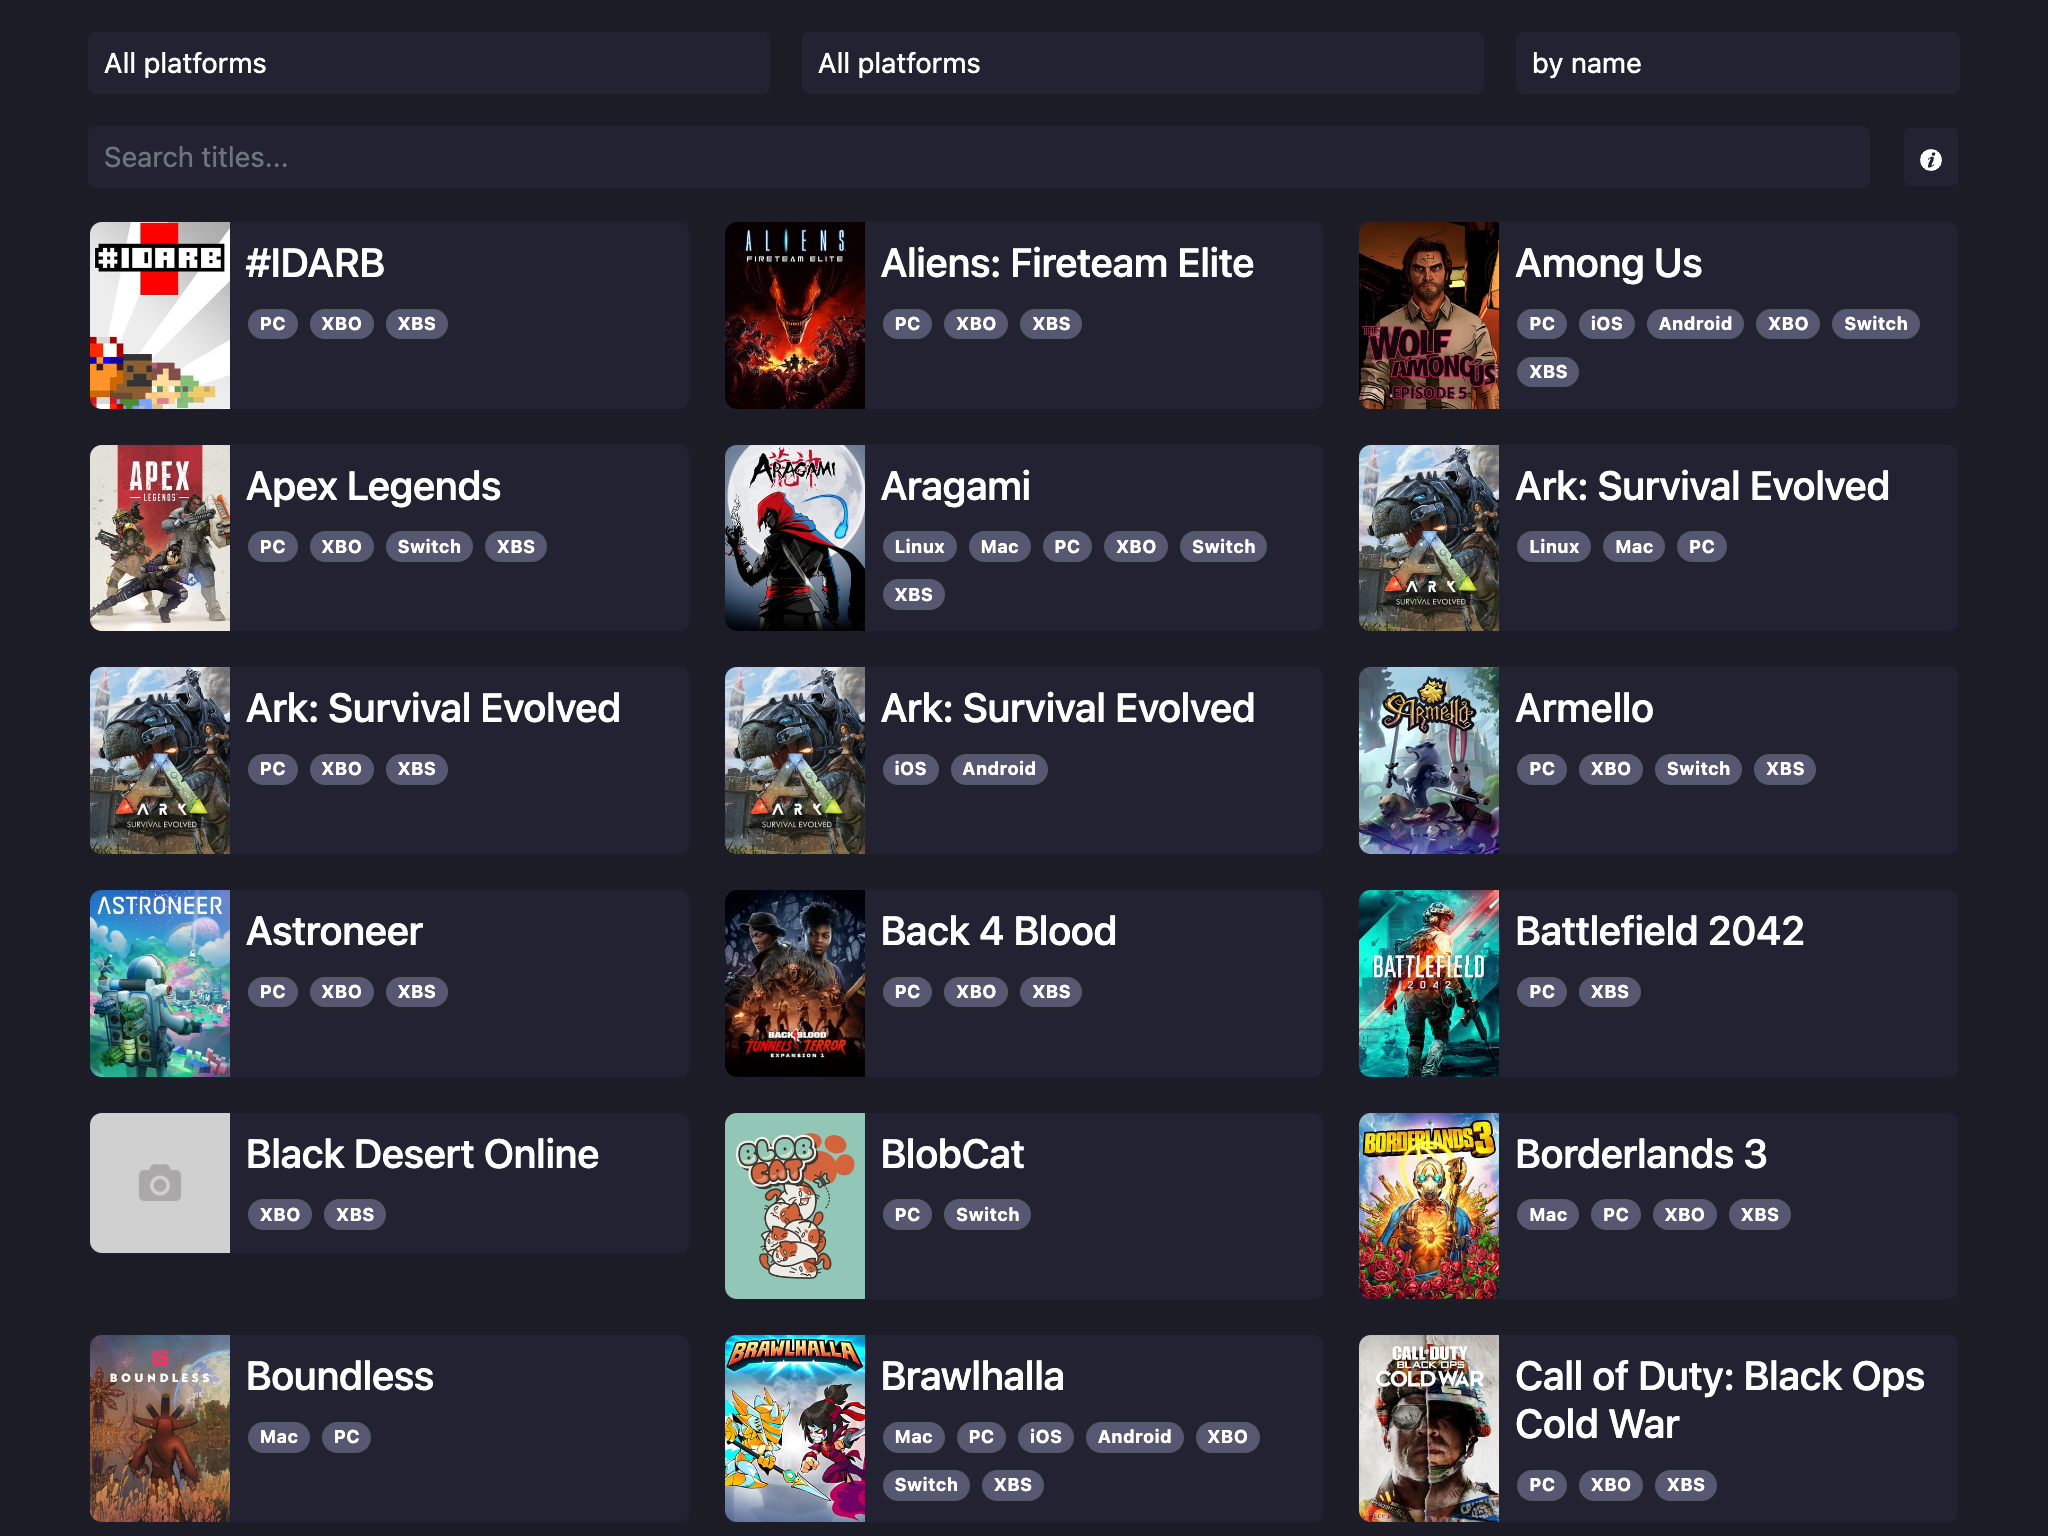 All platforms
All platforms
by name
Search titles...
#IDARB
#IDARB
PC XBO XBS
ALIENS
FIRETEAM ELITE
Aliens: Fireteam Elite
PC XBO XBS
THE
WOLF
AMONG US
EPISODE 5
Among Us
PC iOS Android XBO Switch
XBS
APEX
LEGENDS
Apex Legends
PC XBO Switch XBS
ARAGAMI
Aragami
Linux Mac PC XBO Switch
XBS
ARK
SURVIVAL EVOLVED
Ark: Survival Evolved
Linux Mac PC
ARK
SURVIVAL EVOLVED
Ark: Survival Evolved
PC XBO XBS
ARK
SURVIVAL EVOLVED
Ark: Survival Evolved
iOS Android
Armello
Armello
PC XBO Switch XBS
ASTRONEER
Astroneer
PC XBO XBS
BACK 4 BLOOD
TUNNELS OF TERROR
EXPANSION 1
Back 4 Blood
PC XBO XBS
BATTLEFIELD
2042
Battlefield 2042
PC XBS
Black Desert Online
XBO XBS
BLOB
CAT
BlobCat
PC Switch
BORDERLANDS 3
Borderlands 3
Mac PC XBO XBS
BOUNDLESS
Boundless
Mac PC
BRAWLHALLA
Brawlhalla
Mac PC iOS Android XBO
Switch XBS
CALL OF DUTY
BLACK OPS
COLD WAR
Call of Duty: Black Ops
Cold War
PC XBO XBS